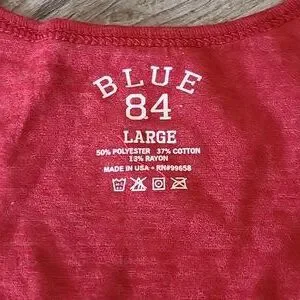 BLUE
84
LARGE
50% POLYESTER 37% COTTON
13% RAYON
MADE IN USA • RN#99658